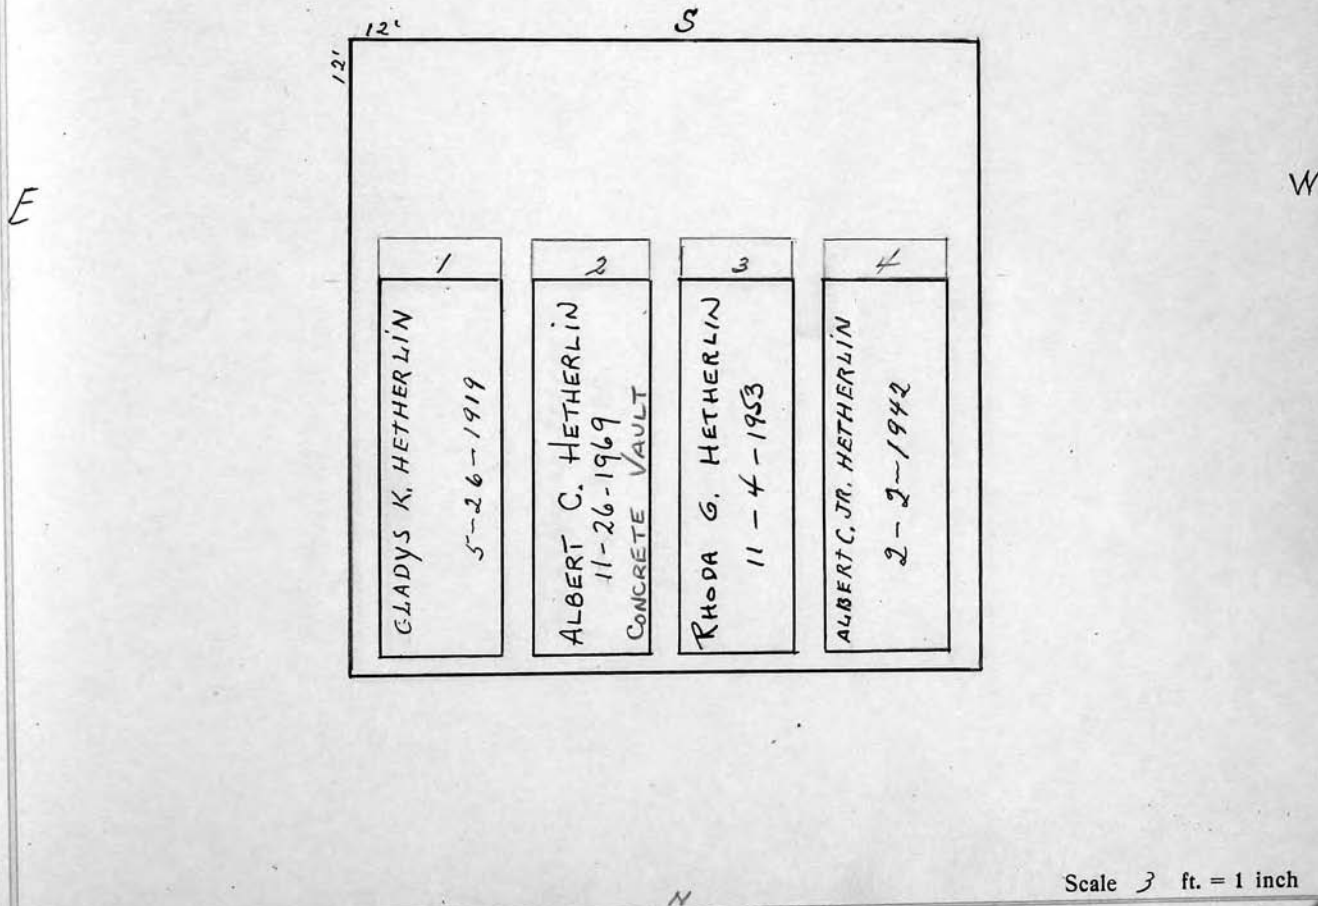 12'
S
12'
E
W
1
GLADYS K. HETHERLIN
5-26-1919
2
ALBERT C. HETHERLIN
11-26-1969
CONCRETE VAULT
3
RHODA G. HETHERLIN
11-4-1953
4
ALBERT C. JR. HETHERLIN
2-2-1942
Scale 3 ft. = 1 inch
N